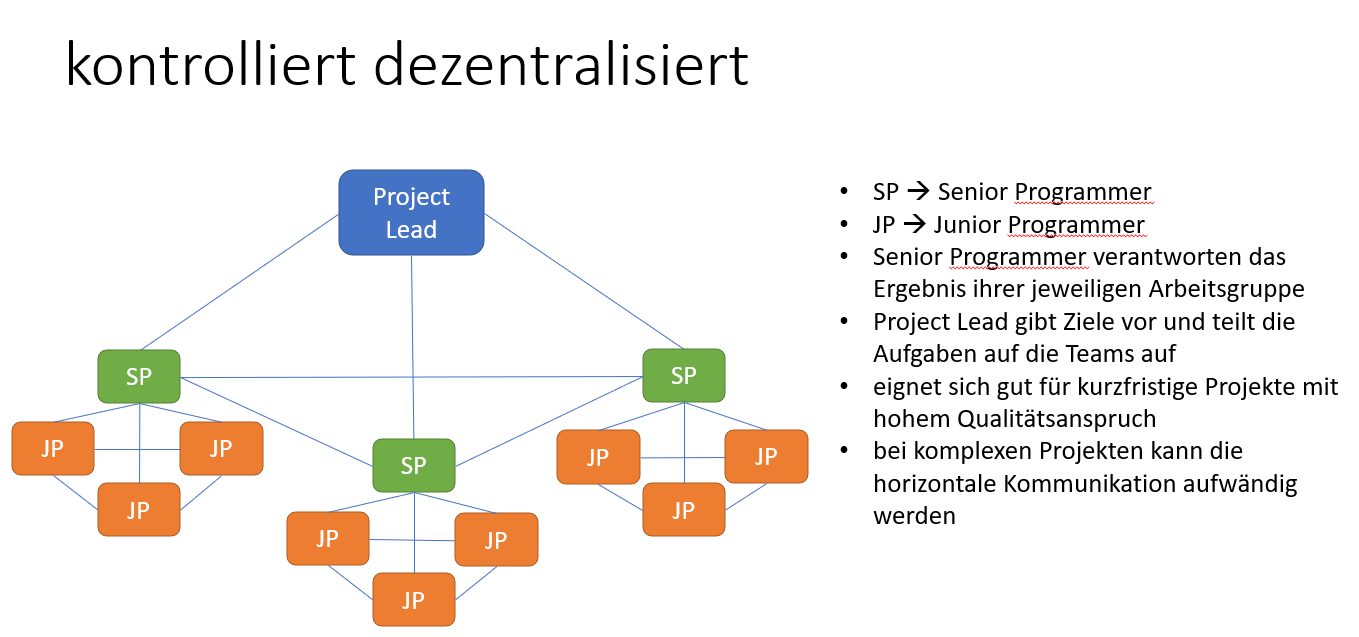 kontrolliert dezentralisiert
Project
Lead
SP
SP
JP
JP
JP
SP
JP
JP
JP
JP
JP
JP
• SP → Senior Programmer
• JP → Junior Programmer
• Senior Programmer verantworten das
Ergebnis ihrer jeweiligen Arbeitsgruppe
• Project Lead gibt Ziele vor und teilt die
Aufgaben auf die Teams auf
• eignet sich gut für kurzfristige Projekte mit
hohem Qualitätsanspruch
• bei komplexen Projekten kann die
horizontale Kommunikation aufwändig
werden